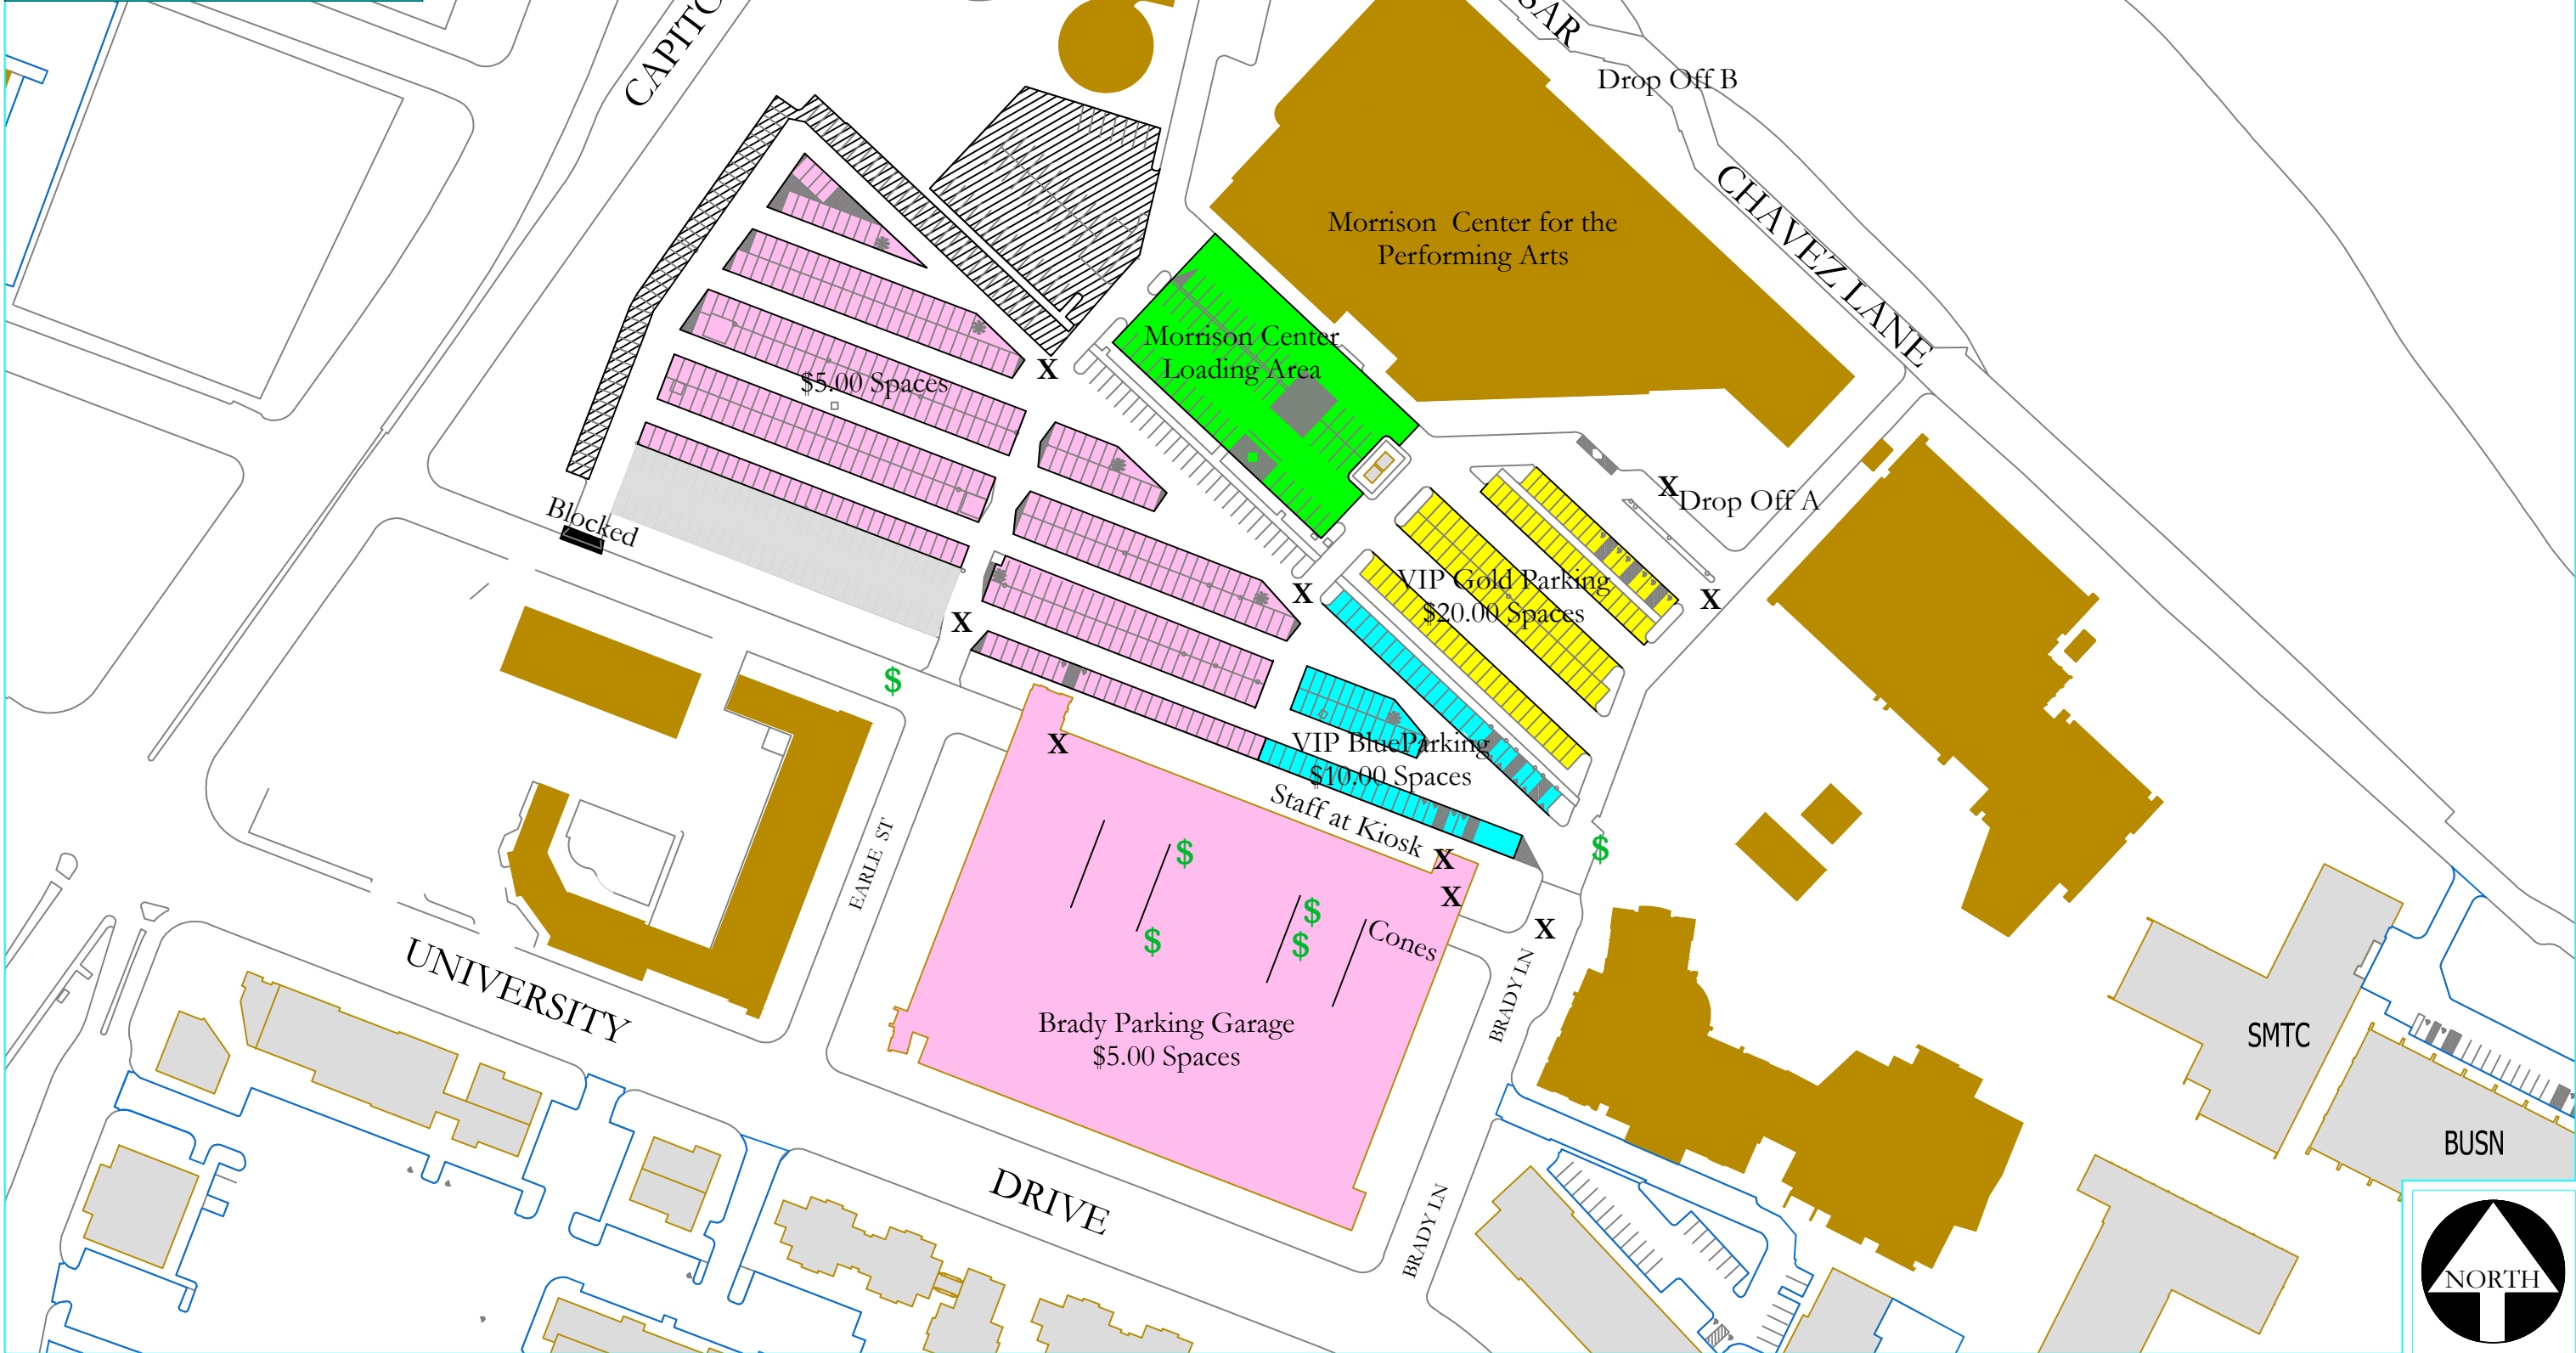 CAPITO
SAR
Drop Off B
CHAVEZ LANE
Morrison Center for the
Performing Arts
Morrison Center
Loading Area
$5.00 Spaces
X
X
Drop Off A
Blocked
VIP Gold Parking
$20.00 Spaces
X
X
X
$
VIP BlueParking
$10.00 Spaces
X
Staff at Kiosk
X
$
$
EARLE ST
X
$
$
$
Cones
X
UNIVERSITY
BRADY LN
Brady Parking Garage
$5.00 Spaces
SMTC
BUSN
DRIVE
BRADY LN
NORTH